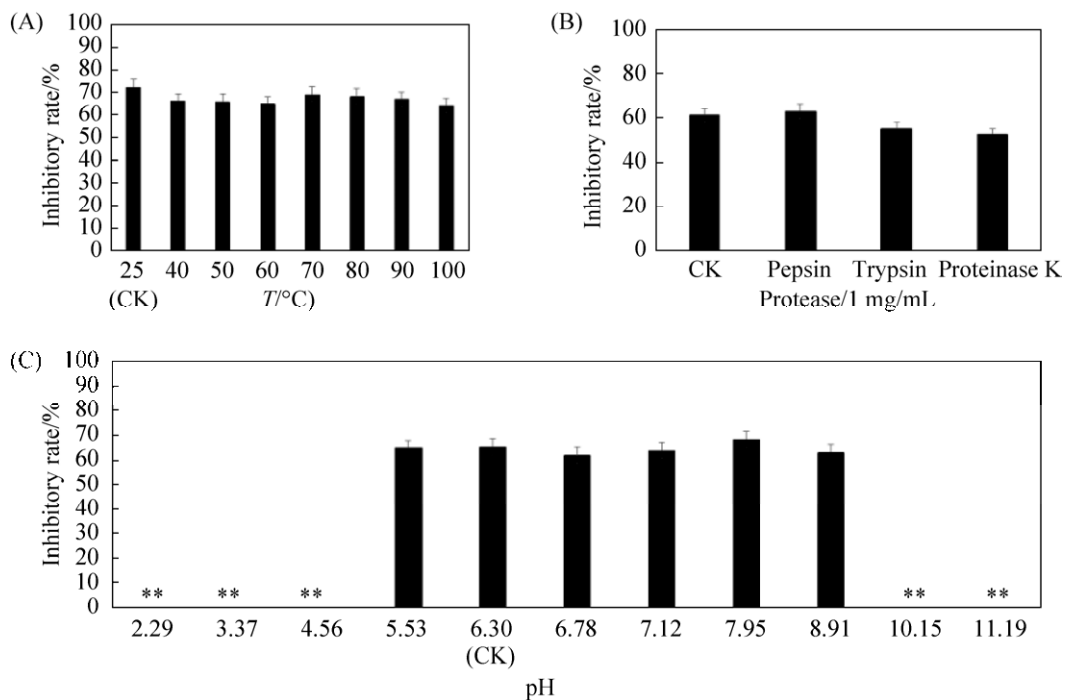 (A)
100
90
80
70
60
50
40
30
20
10
0
Inhibitory rate/%
25 40 50 60 70 80 90 100
(CK) T/°C)
(B)
100
80
60
40
20
0
Inhibitory rate/%
CK Pepsin Trypsin Proteinase K
Protease/1 mg/mL
(C)
100
90
80
70
60
50
40
30
20
10
0
Inhibitory rate/%
** ** ** ** **
2.29 3.37 4.56 5.53 6.30 6.78 7.12 7.95 8.91 10.15 11.19
(CK)
pH